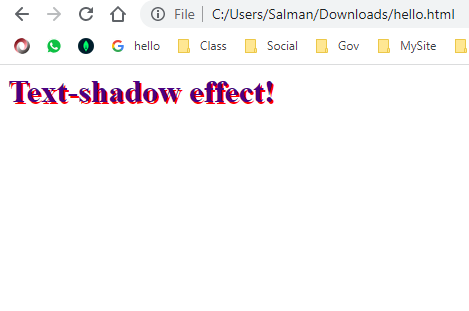 File C:/Users/Salman/Downloads/hello.html
hello Class Social Gov MySite
Text-shadow effect!